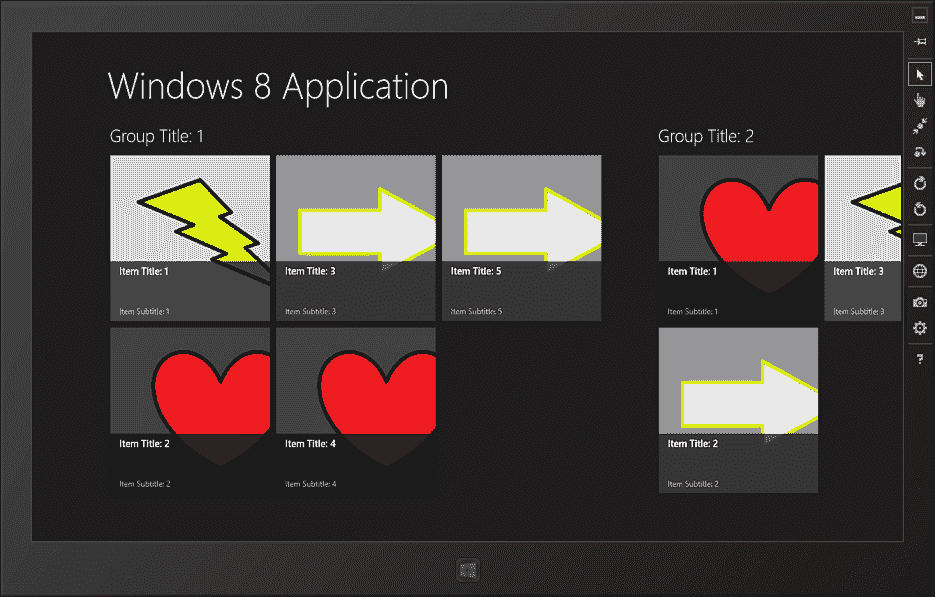 Windows 8 Application
Group Title: 1
Item Title: 1
Item Subtitle: 1
Item Title: 3
Item Subtitle: 3
Item Title: 5
Item Subtitle: 5
Item Title: 2
Item Subtitle: 2
Item Title: 4
Item Subtitle: 4
Group Title: 2
Item Title: 1
Item Subtitle: 1
Item Title: 3
Item Subtitle: 3
Item Title: 2
Item Subtitle: 2
?